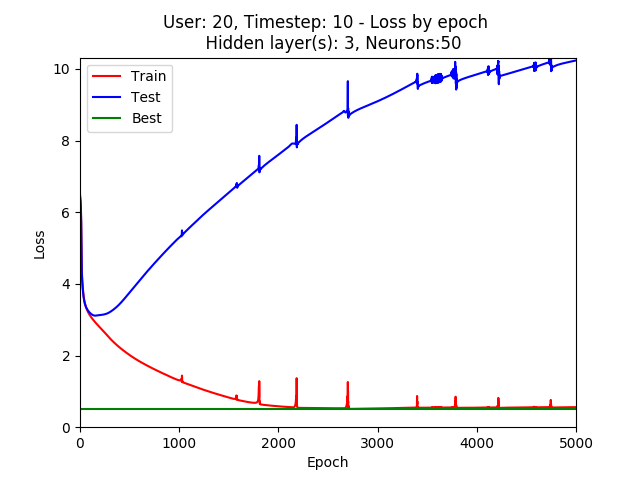 User: 20, Timestep: 10 - Loss by epoch
Hidden layer(s): 3, Neurons:50
Train
Test
Best
Loss
10
8
6
4
2
0
0 1000 2000 3000 4000 5000
Epoch